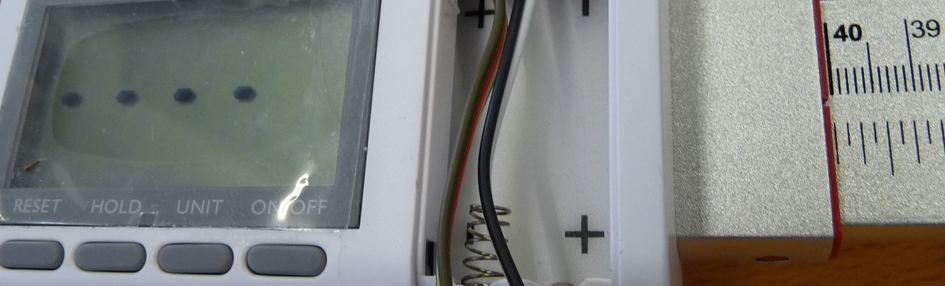 - - - -
40 39
RESET HOLD UNIT ON/OFF
+ +
+
-